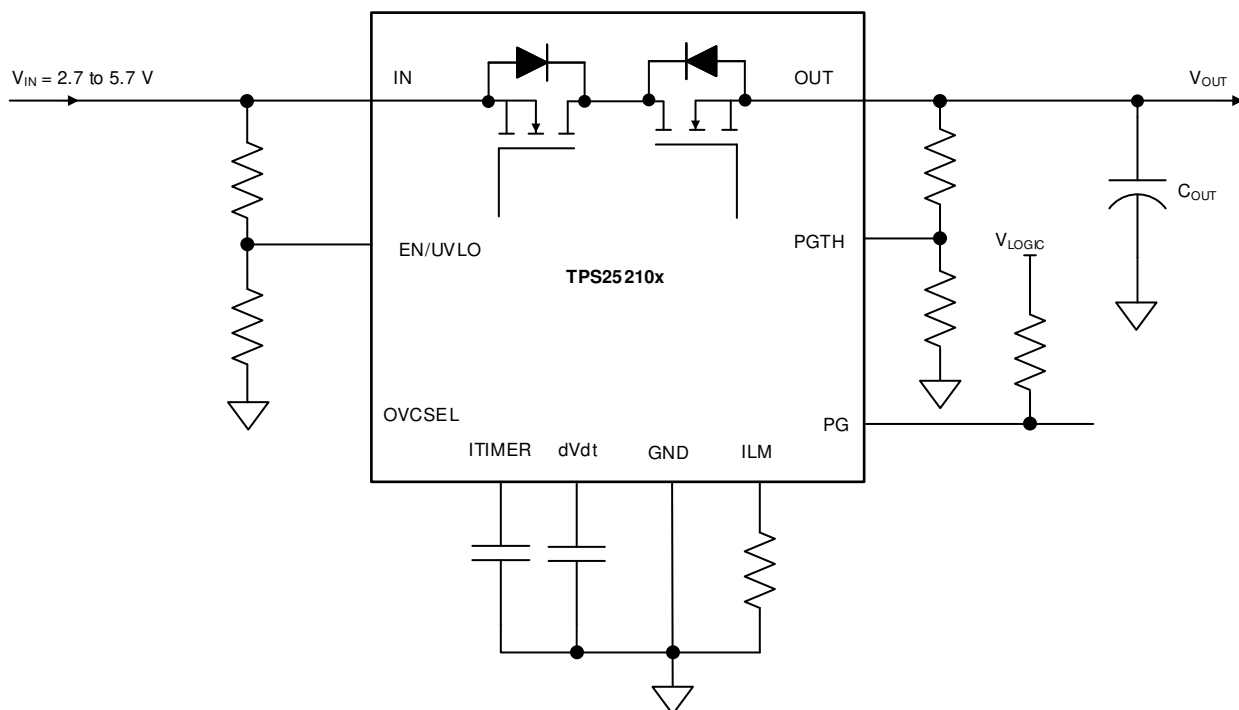 V_IN = 2.7 to 5.7 V
IN
OUT
V_OUT
EN/UVLO
PGTH
V_LOGIC
C_OUT
TPS25210x
OVCSEL
PG
ITIMER
dVdt
GND
ILM